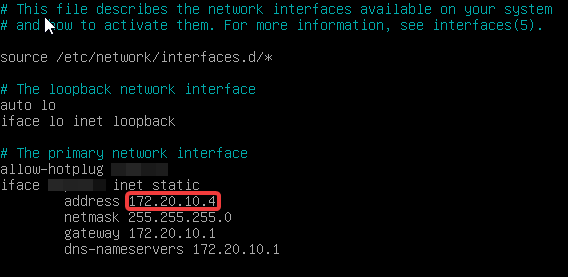 # This file describes the network interfaces available on your system
# and how to activate them. For more information, see interfaces(5).
source /etc/network/interfaces.d/*
# The loopback network interface
auto lo
iface lo inet loopback
# The primary network interface
allow-hotplug
iface inet static
address 172.20.10.4
netmask 255.255.255.0
gateway 172.20.10.1
dns-nameservers 172.20.10.1